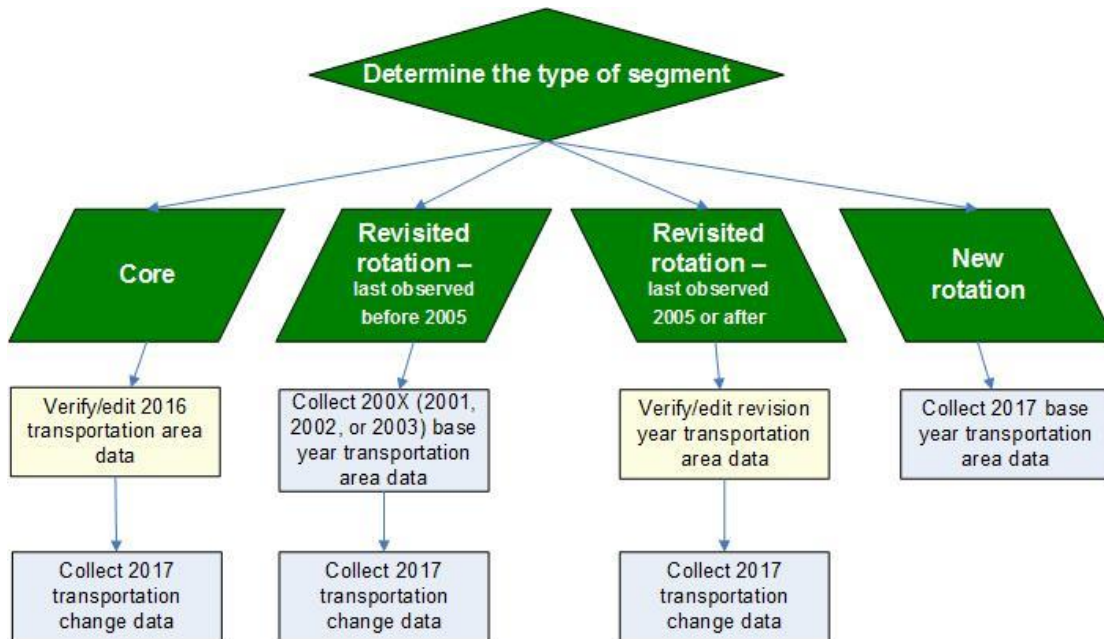 Determine the type of segment
Core
Revisited
rotation –
last observed
before 2005
Revisited
rotation –
last observed
2005 or after
New
rotation
Verify/edit 2016
transportation area
data
Collect 200X (2001,
2002, or 2003) base
year transportation
area data
Verify/edit revision
year transportation
area data
Collect 2017 base
year transportation
area data
Collect 2017
transportation
change data
Collect 2017
transportation
change data
Collect 2017
transportation
change data